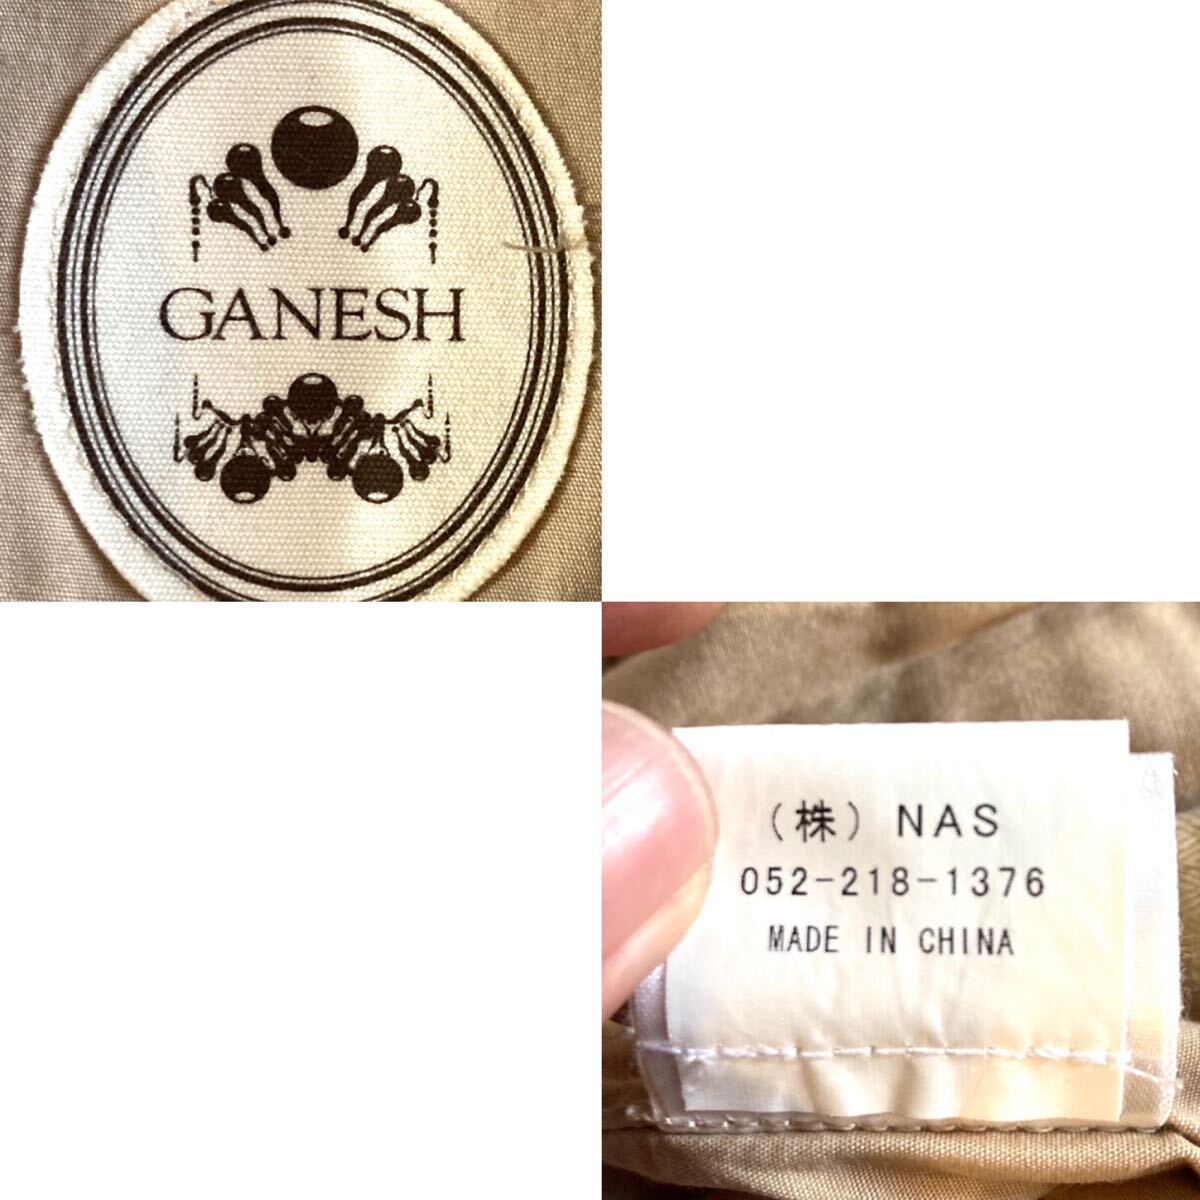 GANESH
（株）NAS
052-218-1376
MADE IN CHINA